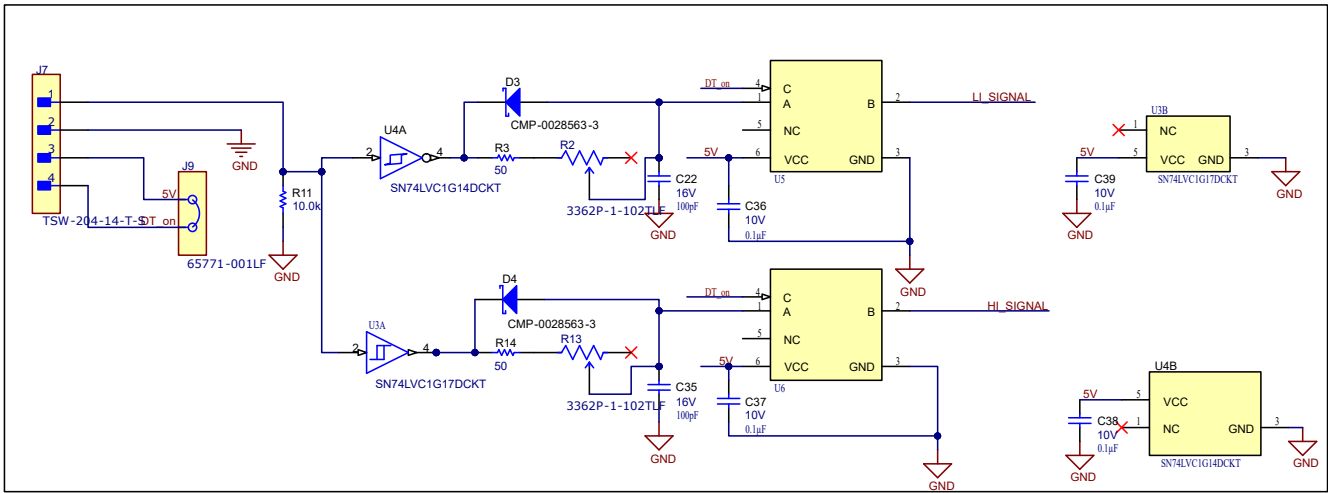 J7
1
2
3
4
TSW-204-14-T-S
GND
J9
5V
DT_on
65771-001LF
R11
10.0k
GND
U4A
2
4
SN74LVC1G14DCKT
D3
CMP-0028563-3
R3
50
R2
3362P-1-102TLF
C22
16V
100pF
GND
DT_on
4
C
1
A
B
2
LI_SIGNAL
5
NC
5V
6
VCC
GND
3
U5
C36
10V
0.1µF
GND
U3A
2
4
SN74LVC1G17DCKT
D4
CMP-0028563-3
R14
50
R13
3362P-1-102TLF
C35
16V
100pF
GND
DT_on
4
C
1
A
B
2
HI_SIGNAL
5
NC
5V
6
VCC
GND
3
U6
C37
10V
0.1µF
GND
U3B
1
NC
5V
5
VCC
GND
3
SN74LVC1G17DCKT
C39
10V
0.1µF
GND
GND
U4B
5V
5
VCC
1
NC
GND
3
SN74LVC1G14DCKT
C38
10V
0.1µF
GND
GND